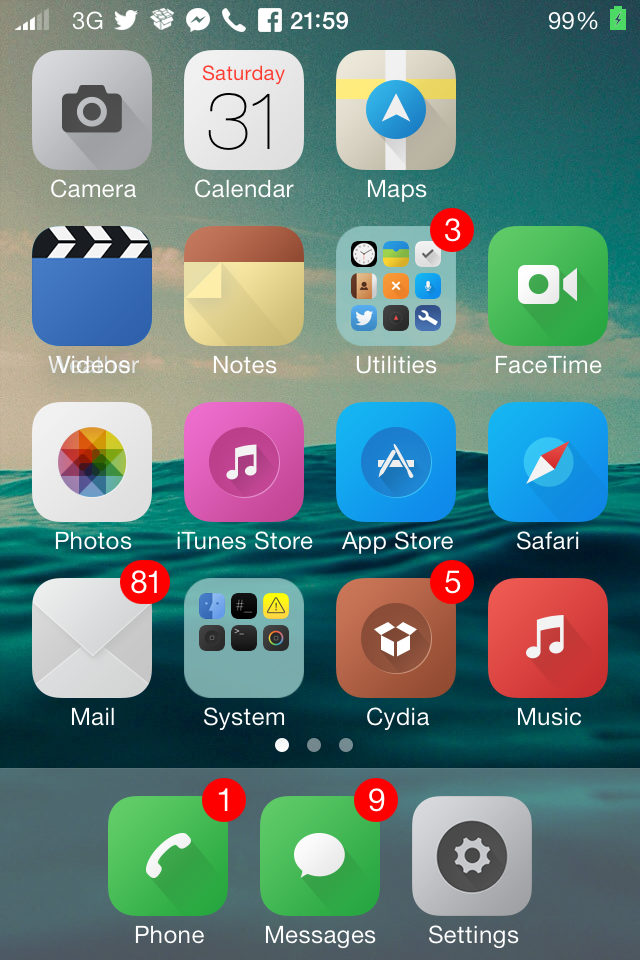 3G 21:59 99%
Saturday
31
Camera Calendar Maps
3
Videos Notes Utilities FaceTime
Photos iTunes Store App Store Safari
81 5
#_
>_
Mail System Cydia Music
1 9
Phone Messages Settings